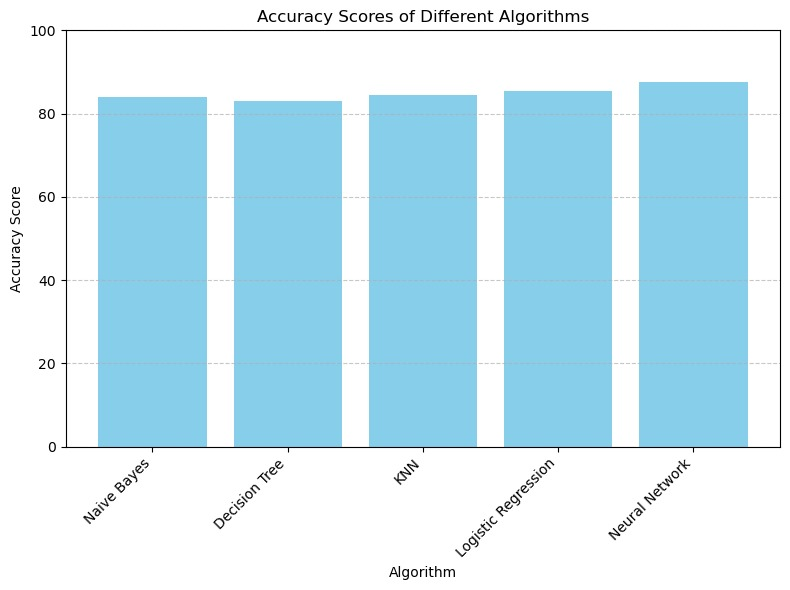 Accuracy Scores of Different Algorithms
Accuracy Score
100
80
60
40
20
0
Naive Bayes
Decision Tree
KNN
Logistic Regression
Neural Network
Algorithm